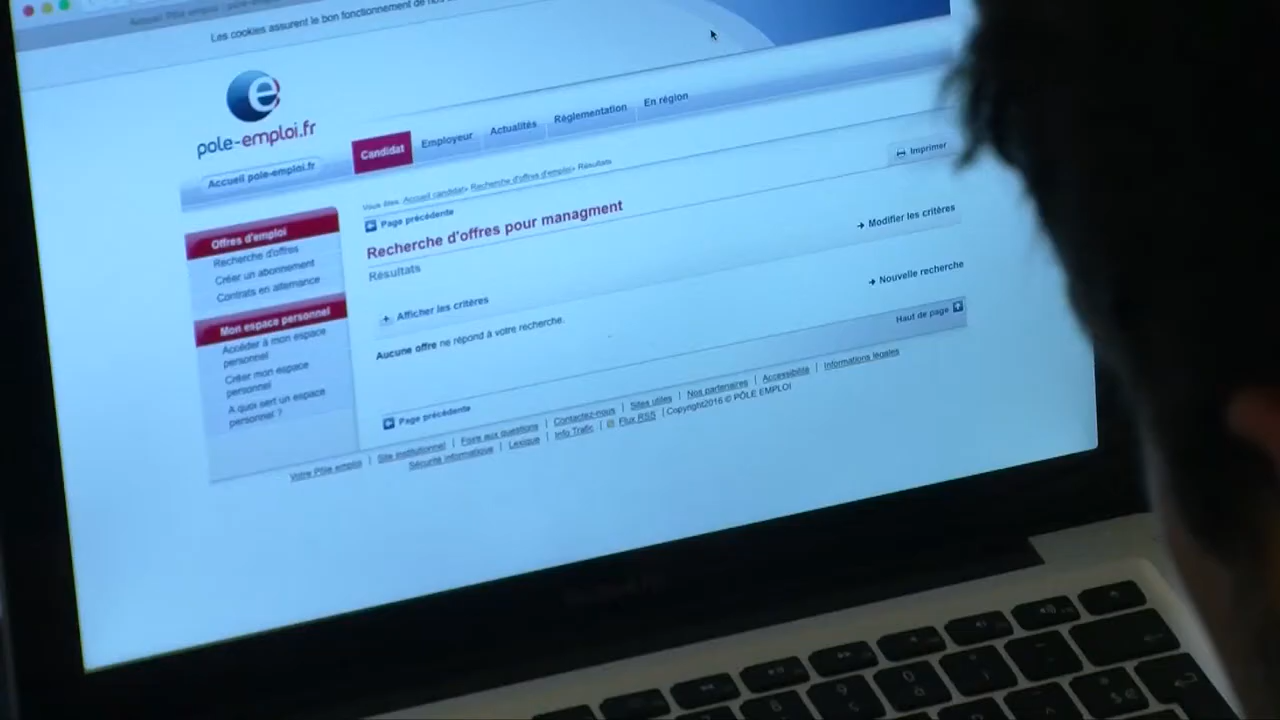 Les cookies assurent le bon fonctionnement de
pole-emploi.fr
Accueil pole-emploi.fr
Candidat
Employeur
Actualités
Réglementation
En région
Vous êtes: Accueil candidat> Recherche d'offres d'emploi> Résultats
Imprimer
Page précédente
Recherche d'offres pour managment
Résultats
Modifier les critères
Afficher les critères
Nouvelle recherche
Aucune offre ne répond à votre recherche.
Haut de page
Page précédente
Offres d'emploi
Recherche d'offres
Créer un abonnement
Contrats en alternance
Mon espace personnel
Accéder à mon espace
personnel
Créer mon espace
personnel
A quoi sert un espace
personnel ?
Votre Pôle emploi | Site institutionnel | Foire aux questions | Contactez-nous | Sites utiles | Nos partenaires | Accessibilité | Informations légales
Sécurité informatique | Lexique | Info Trafic | Flux RSS | Copyright2016 © PÔLE EMPLOI